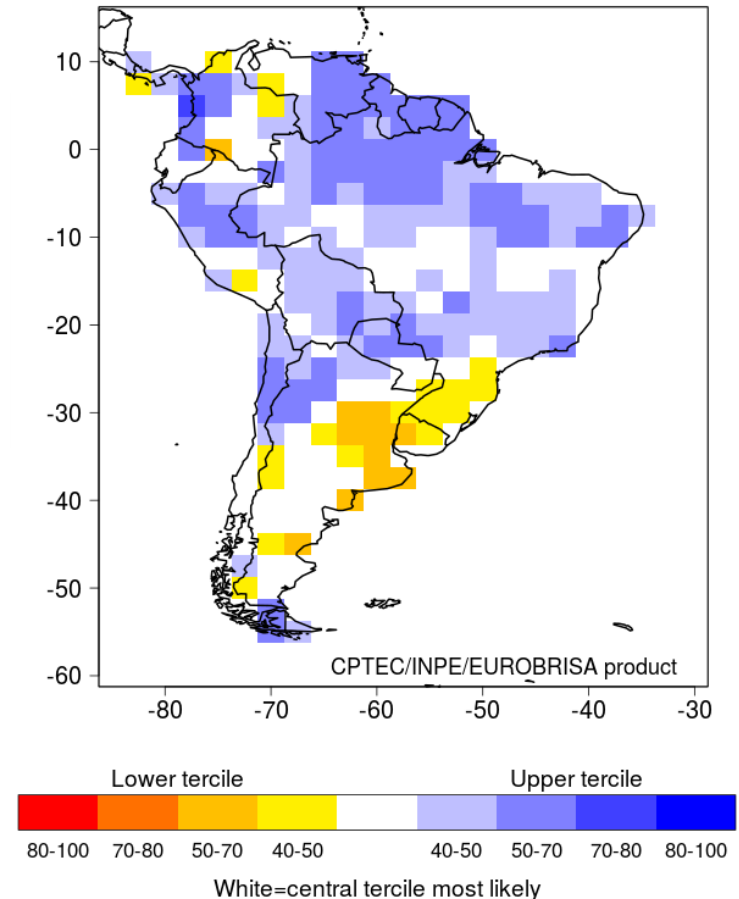 10
0
-10
-20
-30
-40
-50
-60
CPTEC/INPE/EUROBRISA product
-80 -70 -60 -50 -40 -30
Lower tercile Upper tercile
80-100 70-80 50-70 40-50 40-50 50-70 70-80 80-100
White=central tercile most likely